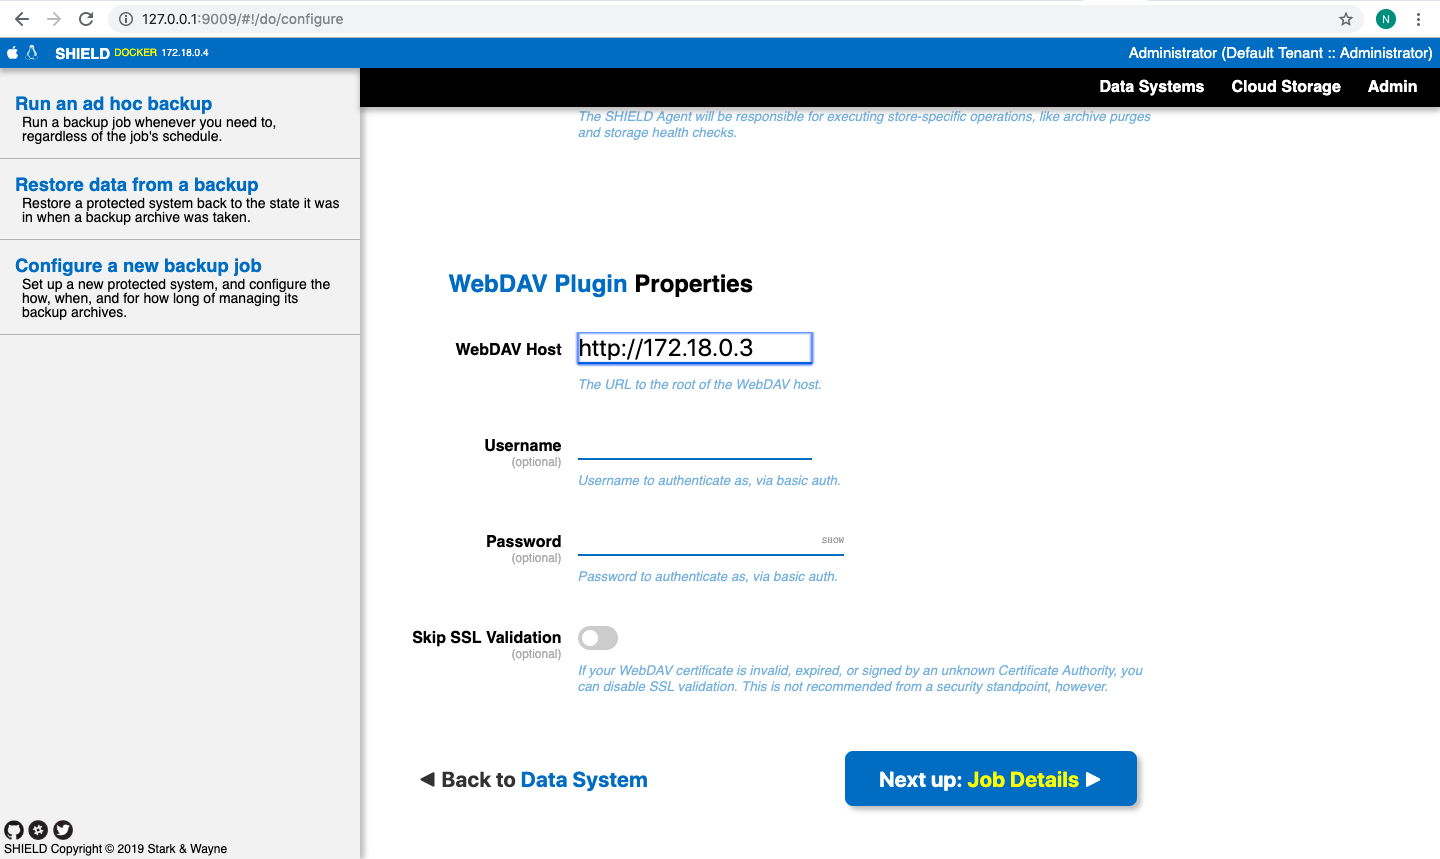 127.0.0.1:9009/#!/do/configure
N
SHIELD DOCKER 172.18.0.4
Administrator (Default Tenant :: Administrator)
Data Systems Cloud Storage Admin
Run an ad hoc backup
Run a backup job whenever you need to,
regardless of the job's schedule.
Restore data from a backup
Restore a protected system back to the state it was
in when a backup archive was taken.
Configure a new backup job
Set up a new protected system, and configure the
how, when, and for how long of managing its
backup archives.
The SHIELD Agent will be responsible for executing store-specific operations, like archive purges
and storage health checks.
WebDAV Plugin Properties
WebDAV Host http://172.18.0.3
The URL to the root of the WebDAV host.
Username
(optional)
Username to authenticate as, via basic auth.
Password SHOW
(optional)
Password to authenticate as, via basic auth.
Skip SSL Validation
(optional)
If your WebDAV certificate is invalid, expired, or signed by an unknown Certificate Authority, you
can disable SSL validation. This is not recommended from a security standpoint, however.
◀ Back to Data System
Next up: Job Details ▶
SHIELD Copyright © 2019 Stark & Wayne